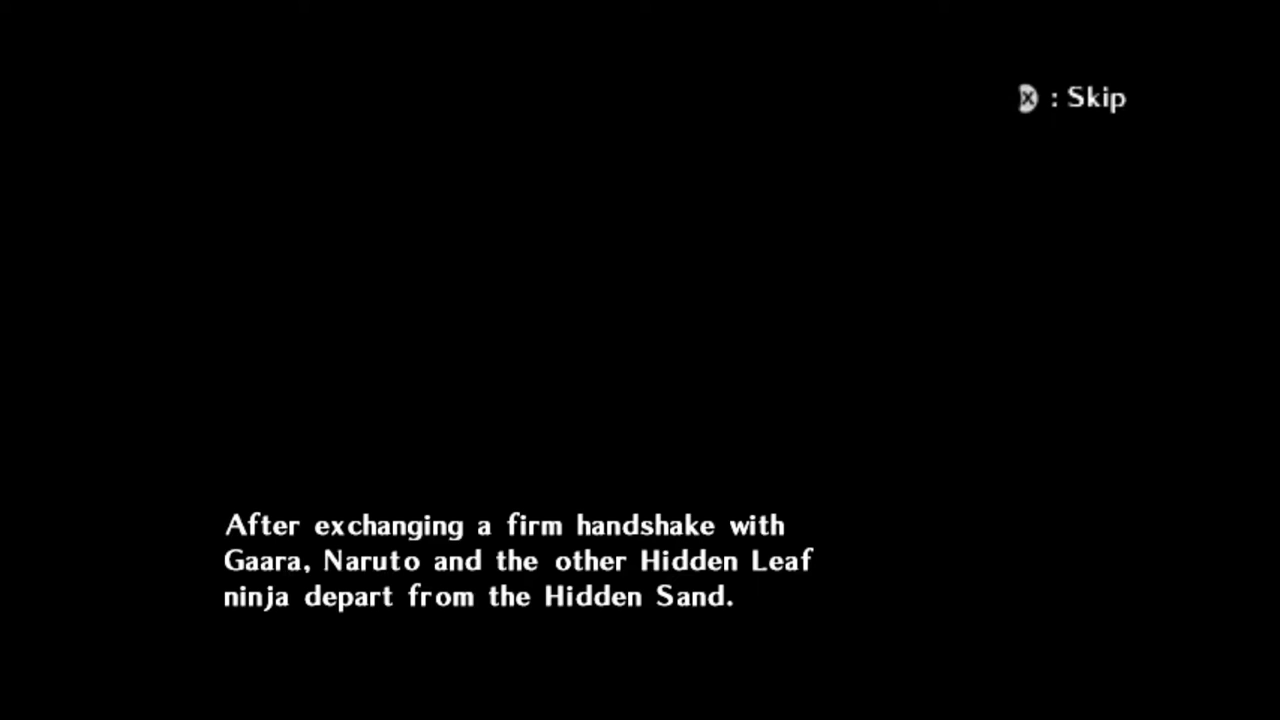 X : Skip
After exchanging a firm handshake with
Gaara, Naruto and the other Hidden Leaf
ninja depart from the Hidden Sand.